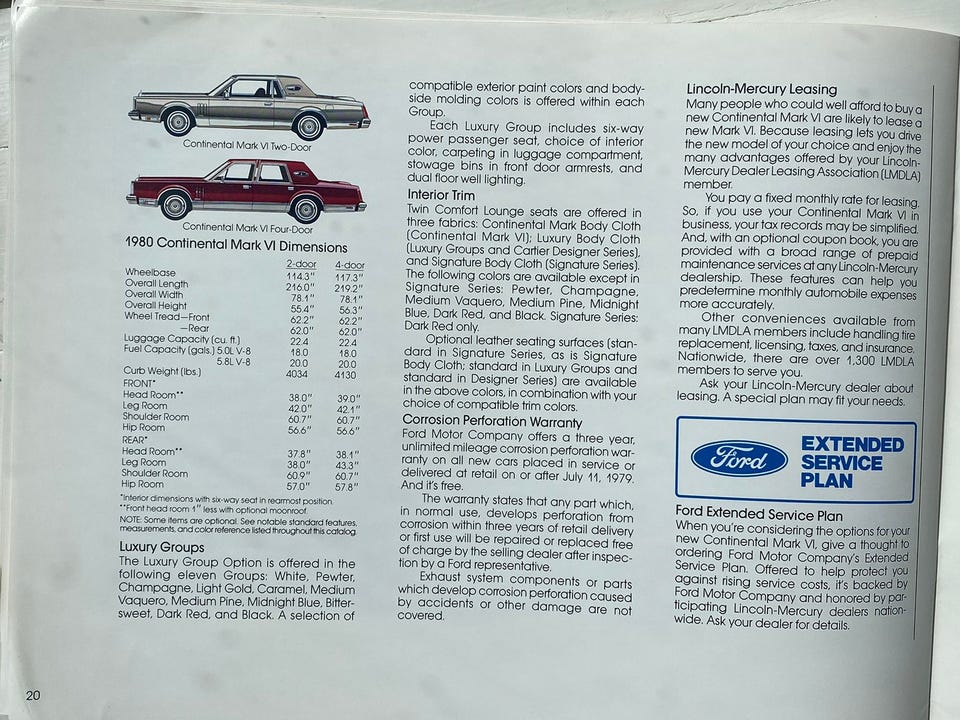 Continental Mark VI Two-Door
Continental Mark VI Four-Door
1980 Continental Mark VI Dimensions
2-door 4-door
Wheelbase 114.3" 117.3"
Overall Length 216.0" 219.2"
Overall Width 78.1" 78.1"
Overall Height 55.4" 56.3"
Wheel Tread—Front 62.2" 62.2"
—Rear 62.0" 62.0"
Luggage Capacity (cu. ft.) 22.4 22.4
Fuel Capacity (gals.) 5.0L V-8 18.0 18.0
5.8L V-8 20.0 20.0
Curb Weight (lbs.) 4034 4130
FRONT*
Head Room** 38.0" 39.0"
Leg Room 42.0" 42.1"
Shoulder Room 60.7" 60.7"
Hip Room 56.6" 56.6"
REAR*
Head Room** 37.8" 38.1"
Leg Room 38.0" 43.3"
Shoulder Room 60.9" 60.7"
Hip Room 57.0" 57.8"
*Interior dimensions with six-way seat in rearmost position.
**Front head room 1" less with optional moonroof.
NOTE: Some items are optional. See notable standard features,
measurements, and color reference listed throughout this catalog.
Luxury Groups
The Luxury Group Option is offered in the
following eleven Groups: White, Pewter,
Champagne, Light Gold, Caramel, Medium
Vaquero, Medium Pine, Midnight Blue, Bitter-
sweet, Dark Red, and Black. A selection of
compatible exterior paint colors and body-
side molding colors is offered within each
Group.
Each Luxury Group includes six-way
power passenger seat, choice of interior
color, carpeting in luggage compartment,
stowage bins in front door armrests, and
dual floor well lighting.
Interior Trim
Twin Comfort Lounge seats are offered in
three fabrics: Continental Mark Body Cloth
(Continental Mark VI); Luxury Body Cloth
(Luxury Groups and Cartier Designer Series),
and Signature Body Cloth (Signature Series).
The following colors are available except in
Signature Series: Pewter, Champagne,
Medium Vaquero, Medium Pine, Midnight
Blue, Dark Red, and Black. Signature Series:
Dark Red only.
Optional leather seating surfaces (stan-
dard in Signature Series, as is Signature
Body Cloth; standard in Luxury Groups and
standard in Designer Series) are available
in the above colors, in combination with your
choice of compatible trim colors.
Corrosion Perforation Warranty
Ford Motor Company offers a three year,
unlimited mileage corrosion perforation war-
ranty on all new cars placed in service or
delivered at retail on or after July 11, 1979.
And it's free.
The warranty states that any part which,
in normal use, develops perforation from
corrosion within three years of retail delivery
or first use will be repaired or replaced free
of charge by the selling dealer after inspec-
tion by a Ford representative.
Exhaust system components or parts
which develop corrosion perforation caused
by accidents or other damage are not
covered.
Lincoln-Mercury Leasing
Many people who could well afford to buy a
new Continental Mark VI are likely to lease a
new Mark VI. Because leasing lets you drive
the new model of your choice and enjoy the
many advantages offered by your Lincoln-
Mercury Dealer Leasing Association (LMDLA)
member.
You pay a fixed monthly rate for leasing.
So, if you use your Continental Mark VI in
business, your tax records may be simplified.
And, with an optional coupon book, you are
provided with a broad range of prepaid
maintenance services at any Lincoln-Mercury
dealership. These features can help you
predetermine monthly automobile expenses
more accurately.
Other conveniences available from
many LMDLA members include handling tire
replacement, licensing, taxes, and insurance.
Nationwide, there are over 1,300 LMDLA
members to serve you.
Ask your Lincoln-Mercury dealer about
leasing. A special plan may fit your needs.
Ford
EXTENDED
SERVICE
PLAN
Ford Extended Service Plan
When you're considering the options for your
new Continental Mark VI, give a thought to
ordering Ford Motor Company's Extended
Service Plan. Offered to help protect you
against rising service costs, it's backed by
Ford Motor Company and honored by par-
ticipating Lincoln-Mercury dealers nation-
wide. Ask your dealer for details.
20